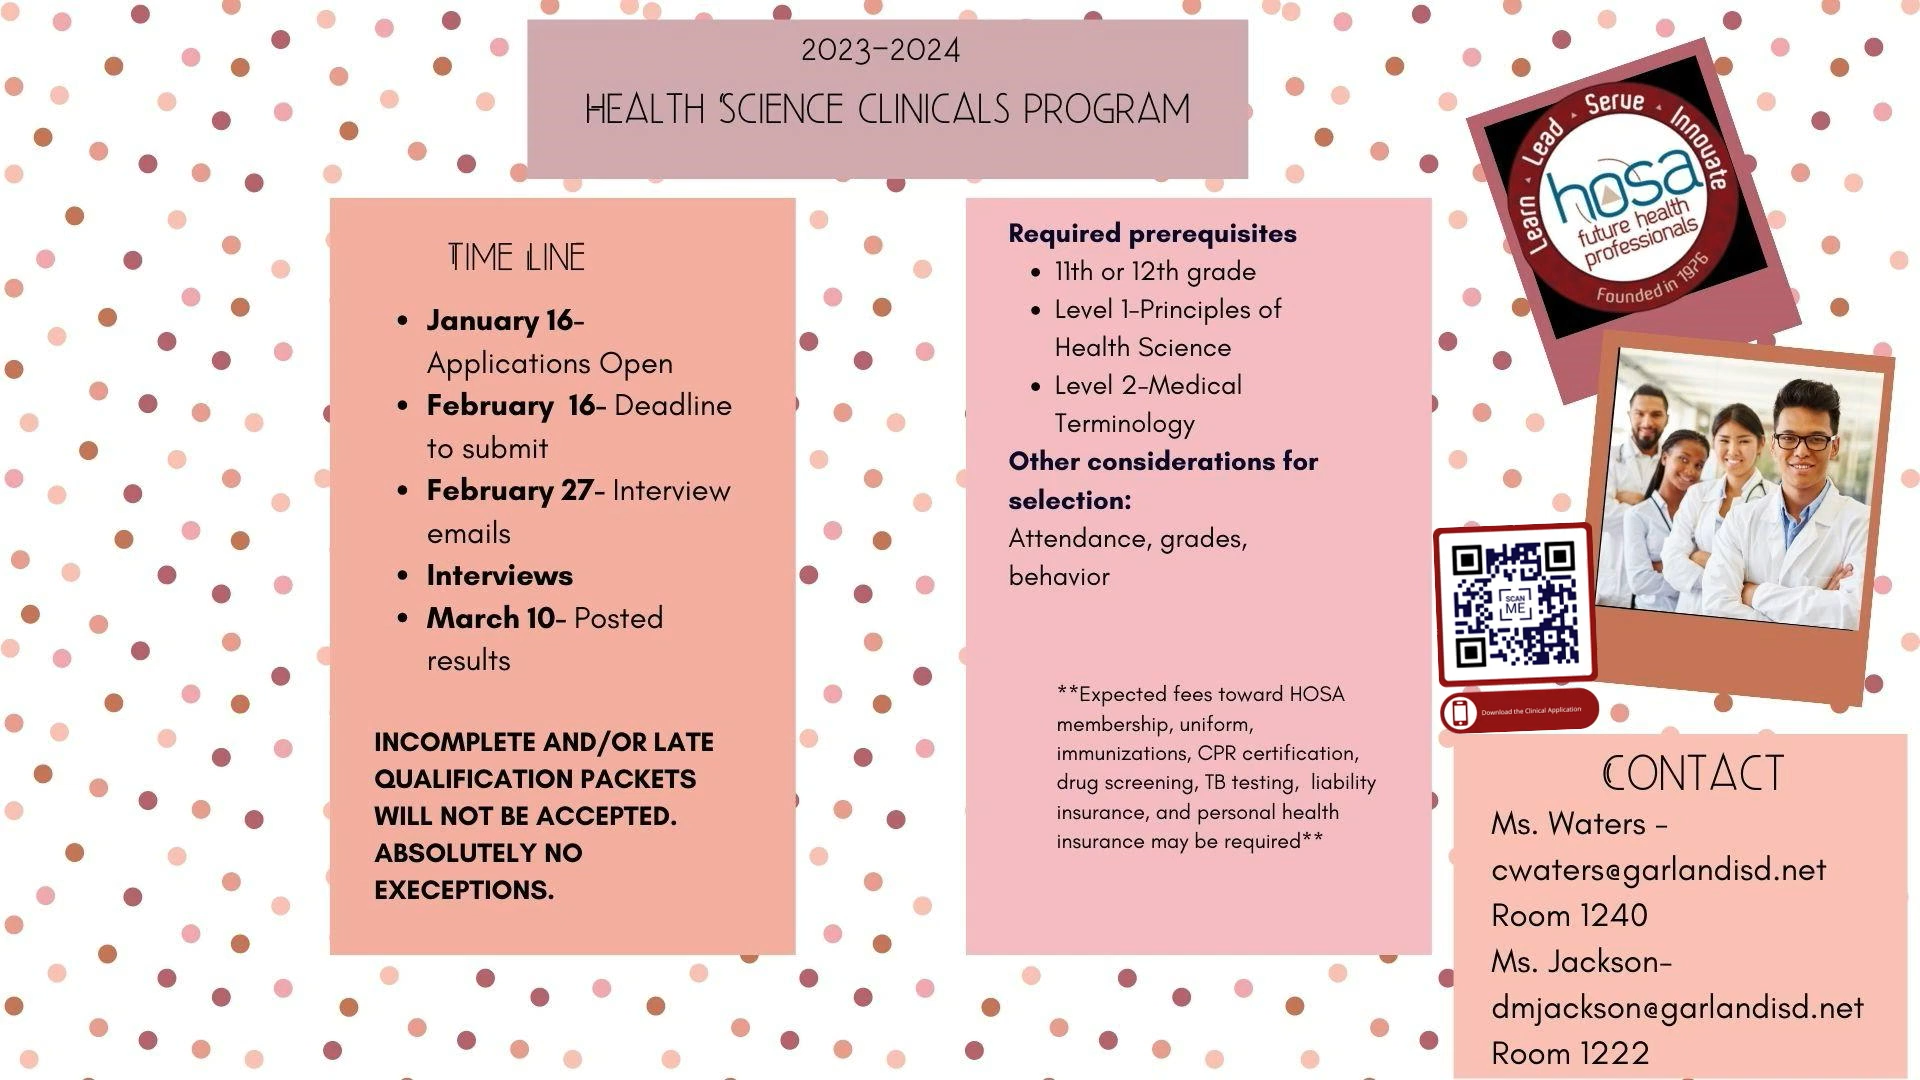 2023-2024
HEALTH SCIENCE CLINICALS PROGRAM
TIME LINE
• January 16-
Applications Open
• February 16- Deadline
to submit
• February 27- Interview
emails
• Interviews
• March 10- Posted
results
INCOMPLETE AND/OR LATE
QUALIFICATION PACKETS
WILL NOT BE ACCEPTED.
ABSOLUTELY NO
EXECEPTIONS.
Required prerequisites
• 11th or 12th grade
• Level 1-Principles of
Health Science
• Level 2-Medical
Terminology
Other considerations for
selection:
Attendance, grades,
behavior
**Expected fees toward HOSA
membership, uniform,
immunizations, CPR certification,
drug screening, TB testing, liability
insurance, and personal health
insurance may be required**
Learn • Lead • Serve • Innovate
hosa
future health
professionals
Founded in 1976
SCAN
ME
Download the Clinical Application
CONTACT
Ms. Waters -
cwaters@garlandisd.net
Room 1240
Ms. Jackson-
dmjackson@garlandisd.net
Room 1222